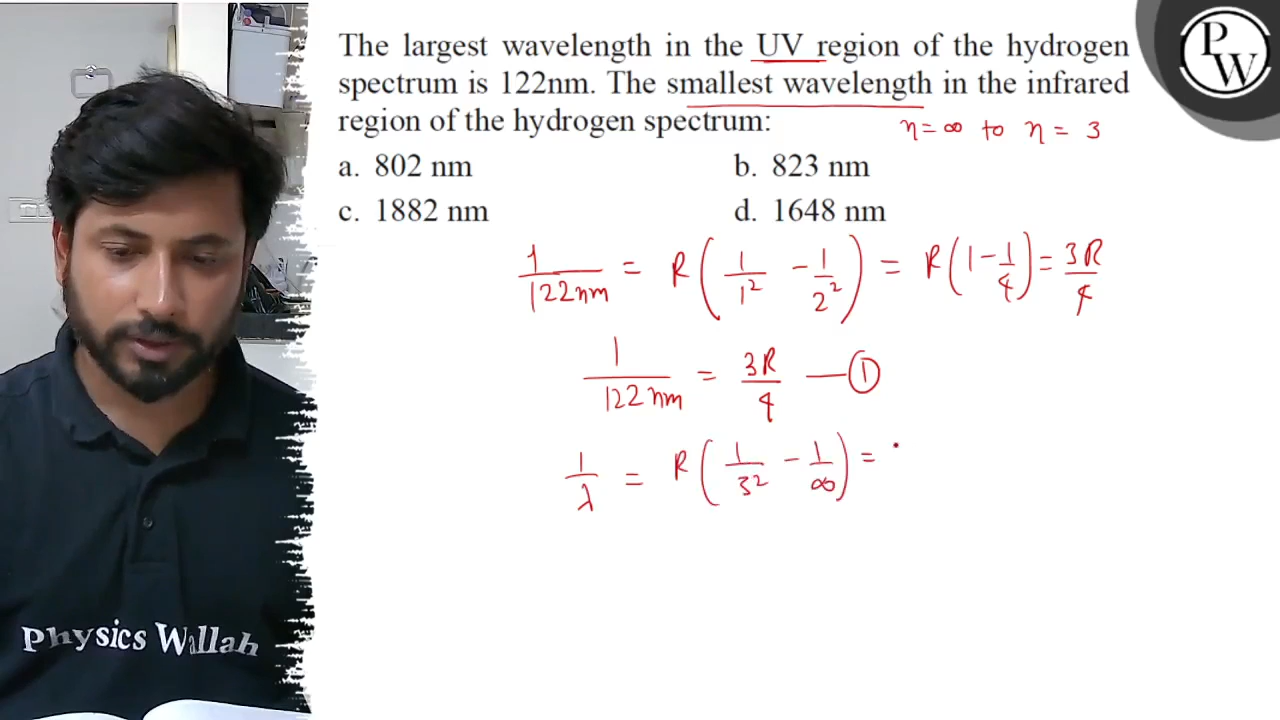 The largest wavelength in the UV region of the hydrogen
spectrum is 122nm. The smallest wavelength in the infrared
region of the hydrogen spectrum:
n = ∞ to n = 3
a. 802 nm
b. 823 nm
c. 1882 nm
d. 1648 nm
1/122nm = R(1/1² - 1/2²) = R(1 - 1/4) = 3R/4
1/122nm = 3R/4 — ①
1/λ = R(1/3² - 1/∞) =
PW
Physics Wallah